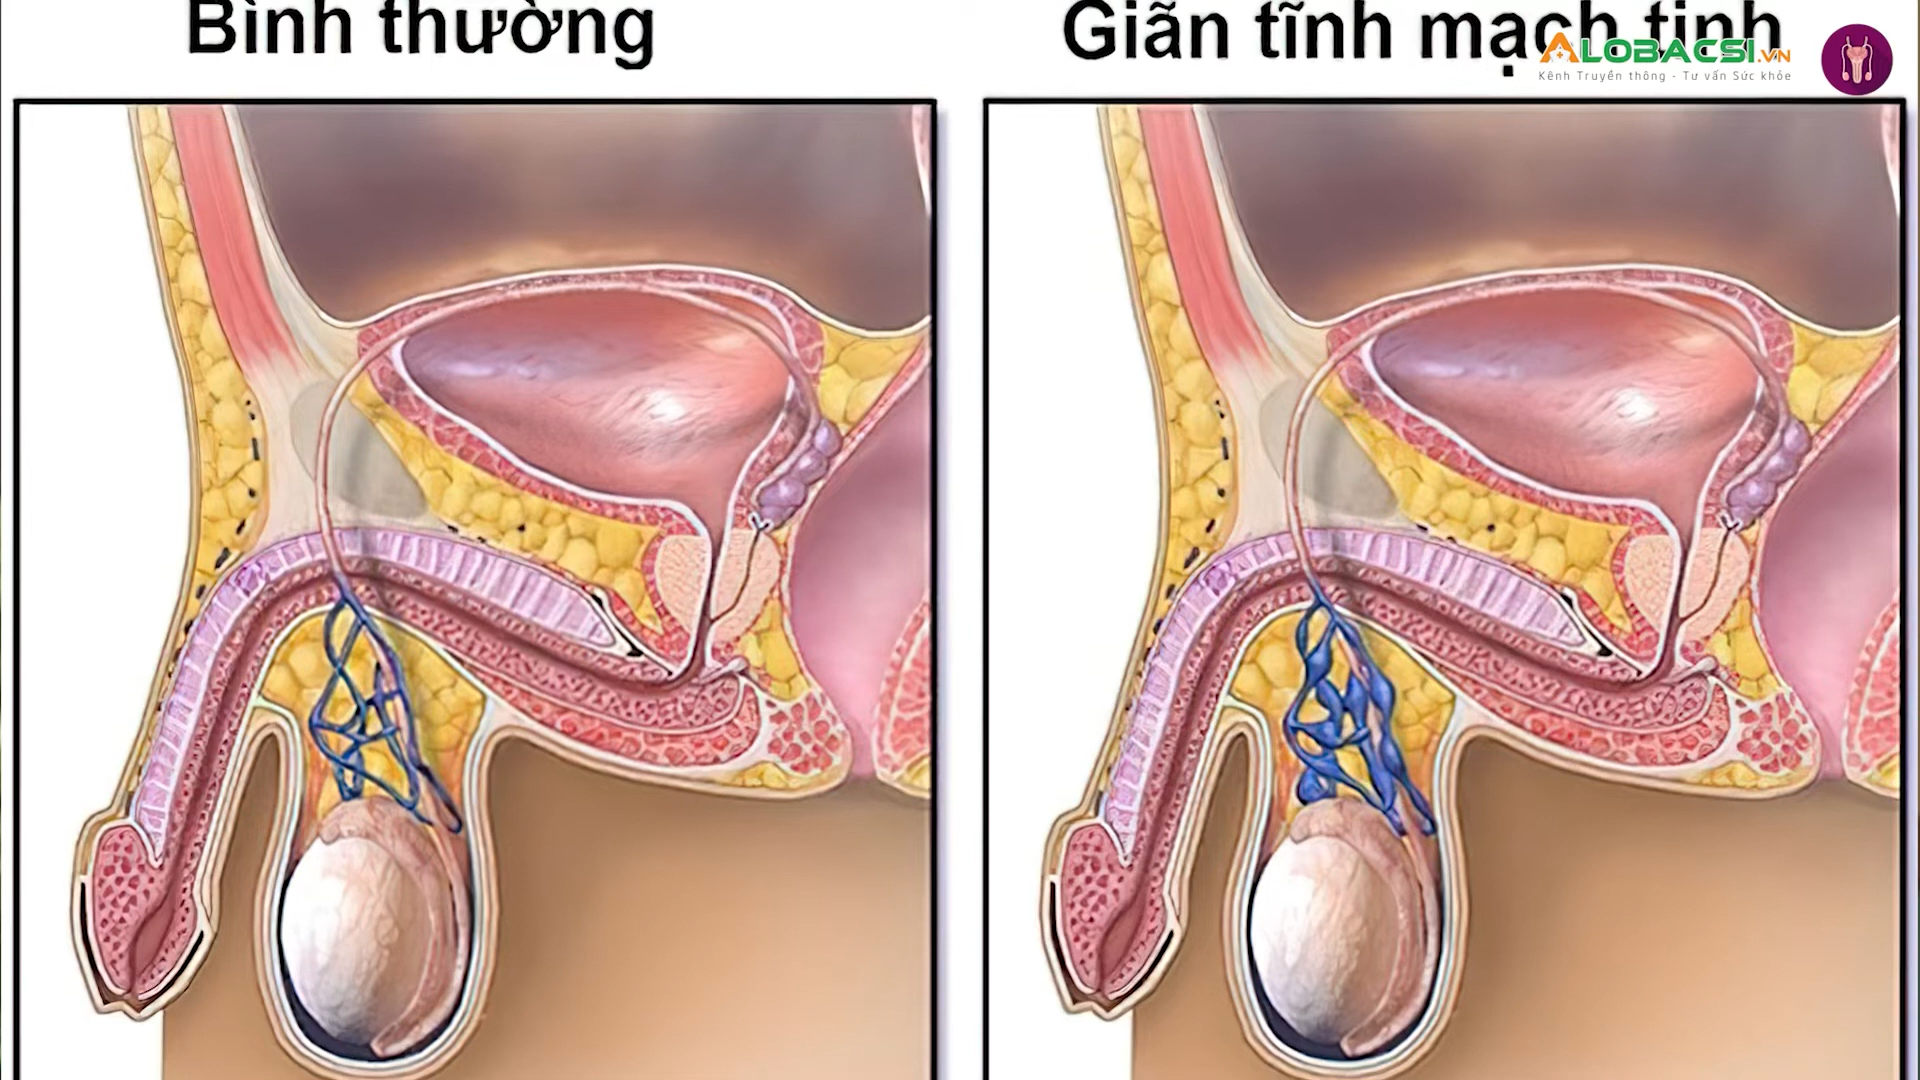 Bình thường
Giãn tĩnh mạch tinh
ALOBACSI.VN
Kênh Truyền thông - Tư vấn Sức khỏe